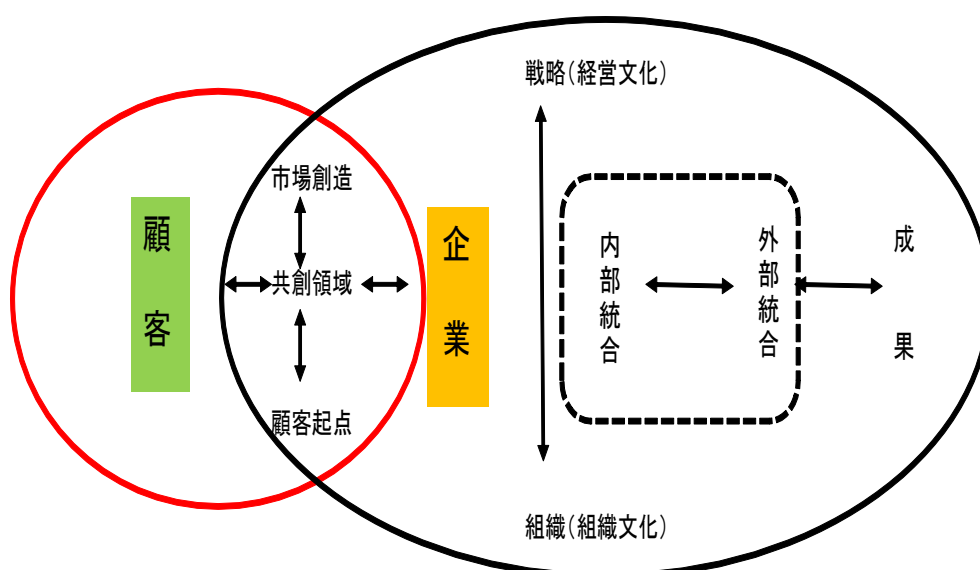 戦略(経営文化)
市場創造
顧客
企業
共創領域
内部統合
外部統合
成果
顧客起点
組織(組織文化)